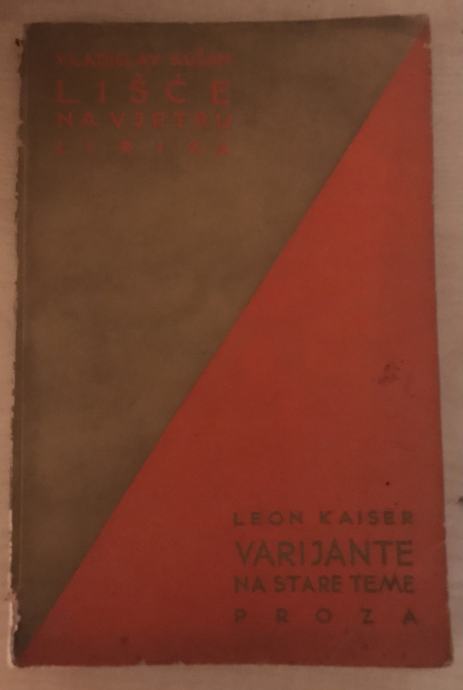 VLADISLAV KUŠAN
LIŠĆE
NA VJETRU
LIRIKA
LEON KAISER
VARIJANTE
NA STARE TEME
PROZA